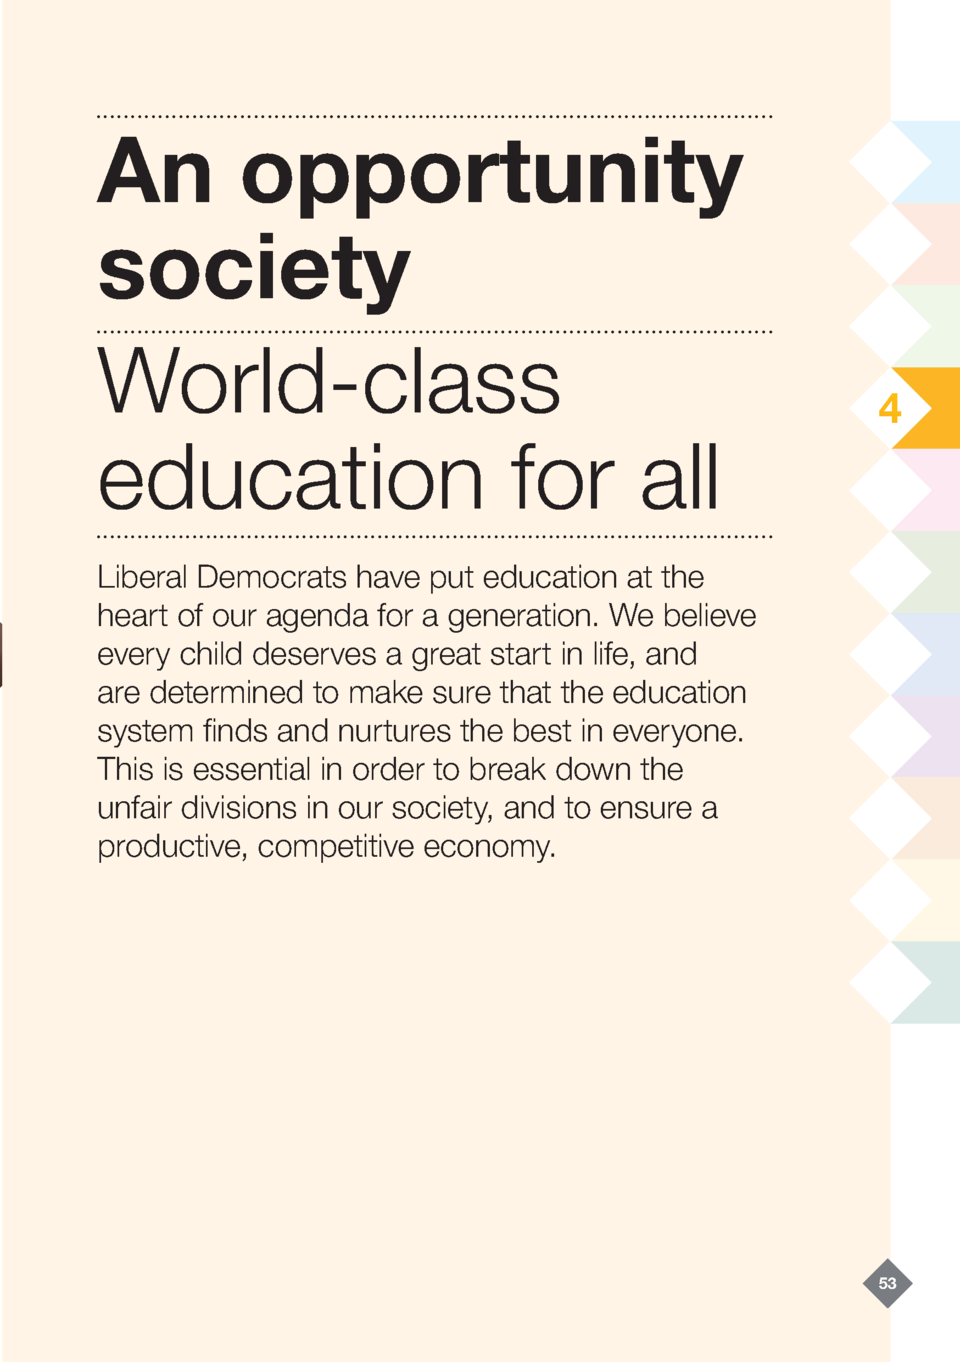 An opportunity
society
World-class
education for all
4
Liberal Democrats have put education at the
heart of our agenda for a generation. We believe
every child deserves a great start in life, and
are determined to make sure that the education
system finds and nurtures the best in everyone.
This is essential in order to break down the
unfair divisions in our society, and to ensure a
productive, competitive economy.
53